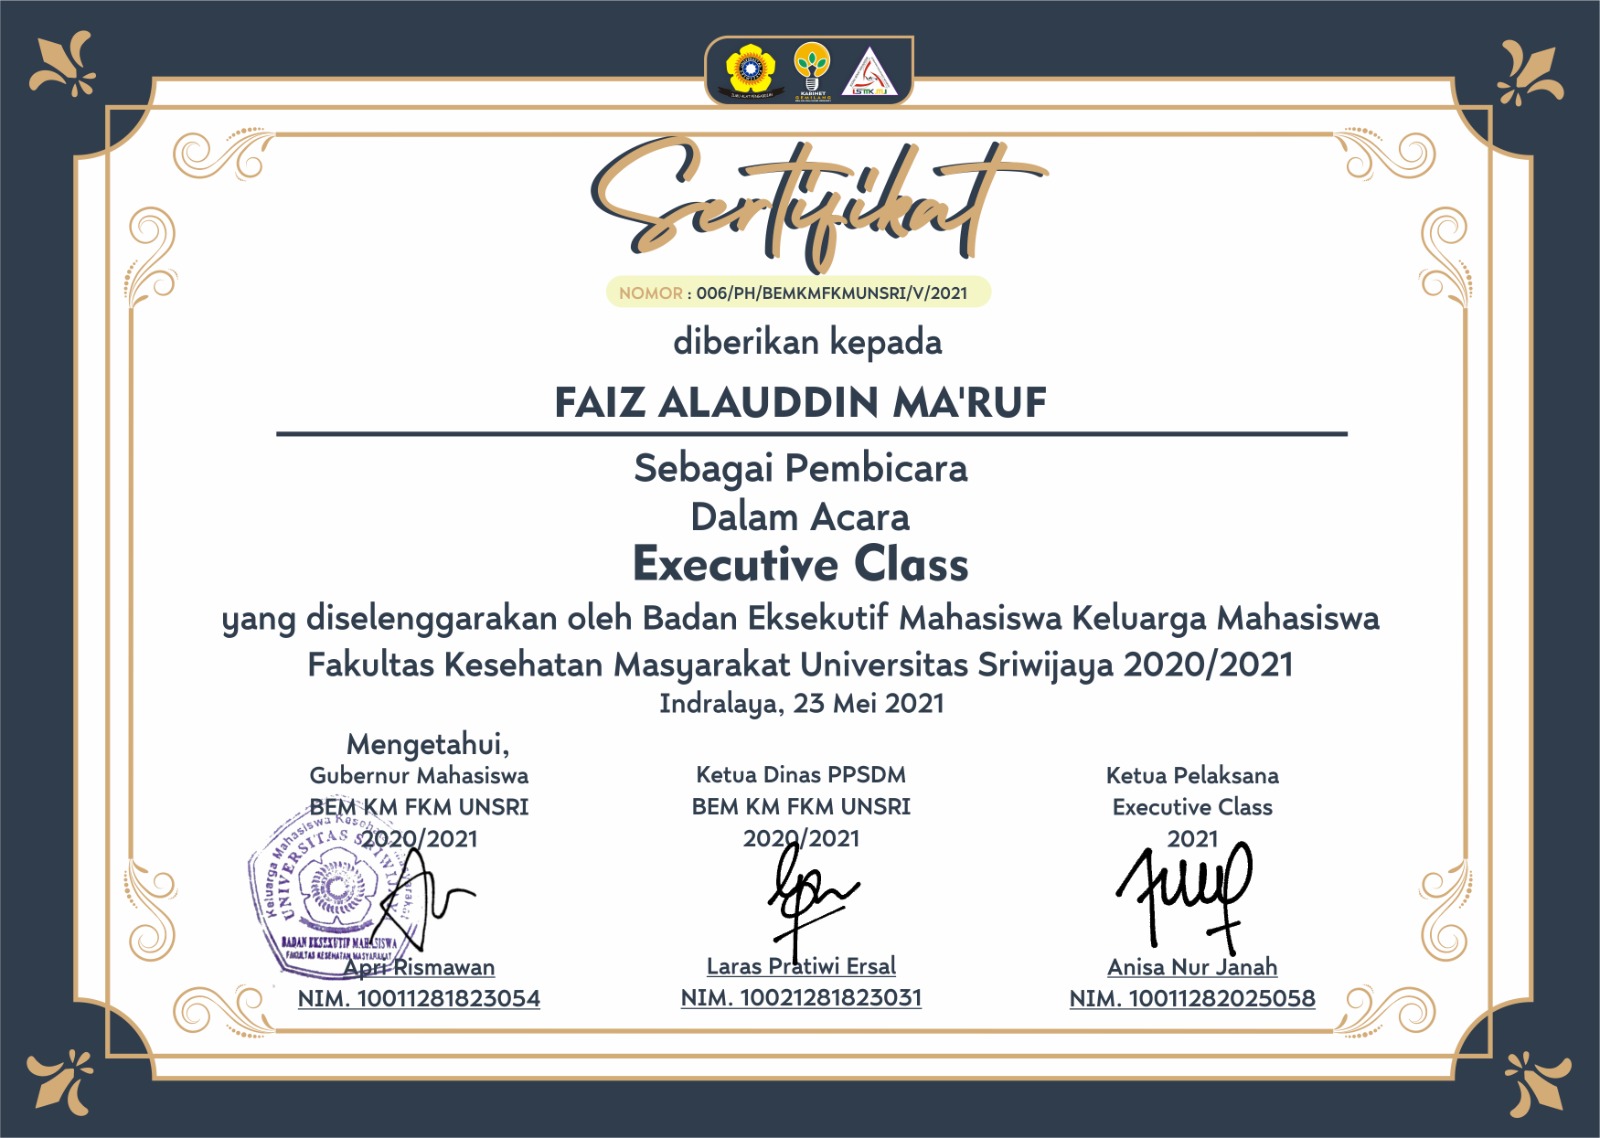 KABINET
GEMILANG
Sertifikat
NOMOR : 006/PH/BEMKMFKMUNSRI/V/2021
diberikan kepada
FAIZ ALAUDDIN MA'RUF
Sebagai Pembicara
Dalam Acara
Executive Class
yang diselenggarakan oleh Badan Eksekutif Mahasiswa Keluarga Mahasiswa
Fakultas Kesehatan Masyarakat Universitas Sriwijaya 2020/2021
Indralaya, 23 Mei 2021
Mengetahui,
Gubernur Mahasiswa
BEM KM FKM UNSRI
2020/2021
Keluarga Mahasiswa Kesehatan Masyarakat
UNIVERSITAS SRIWIJAYA
BADAN EKSEKUTIF MAHASISWA
FAKULTAS KESEHATAN MASYARAKAT
Apri Rismawan
NIM. 10011281823054
Ketua Dinas PPSDM
BEM KM FKM UNSRI
2020/2021
Laras Pratiwi Ersal
NIM. 10021281823031
Ketua Pelaksana
Executive Class
2021
Anisa Nur Janah
NIM. 10011282025058